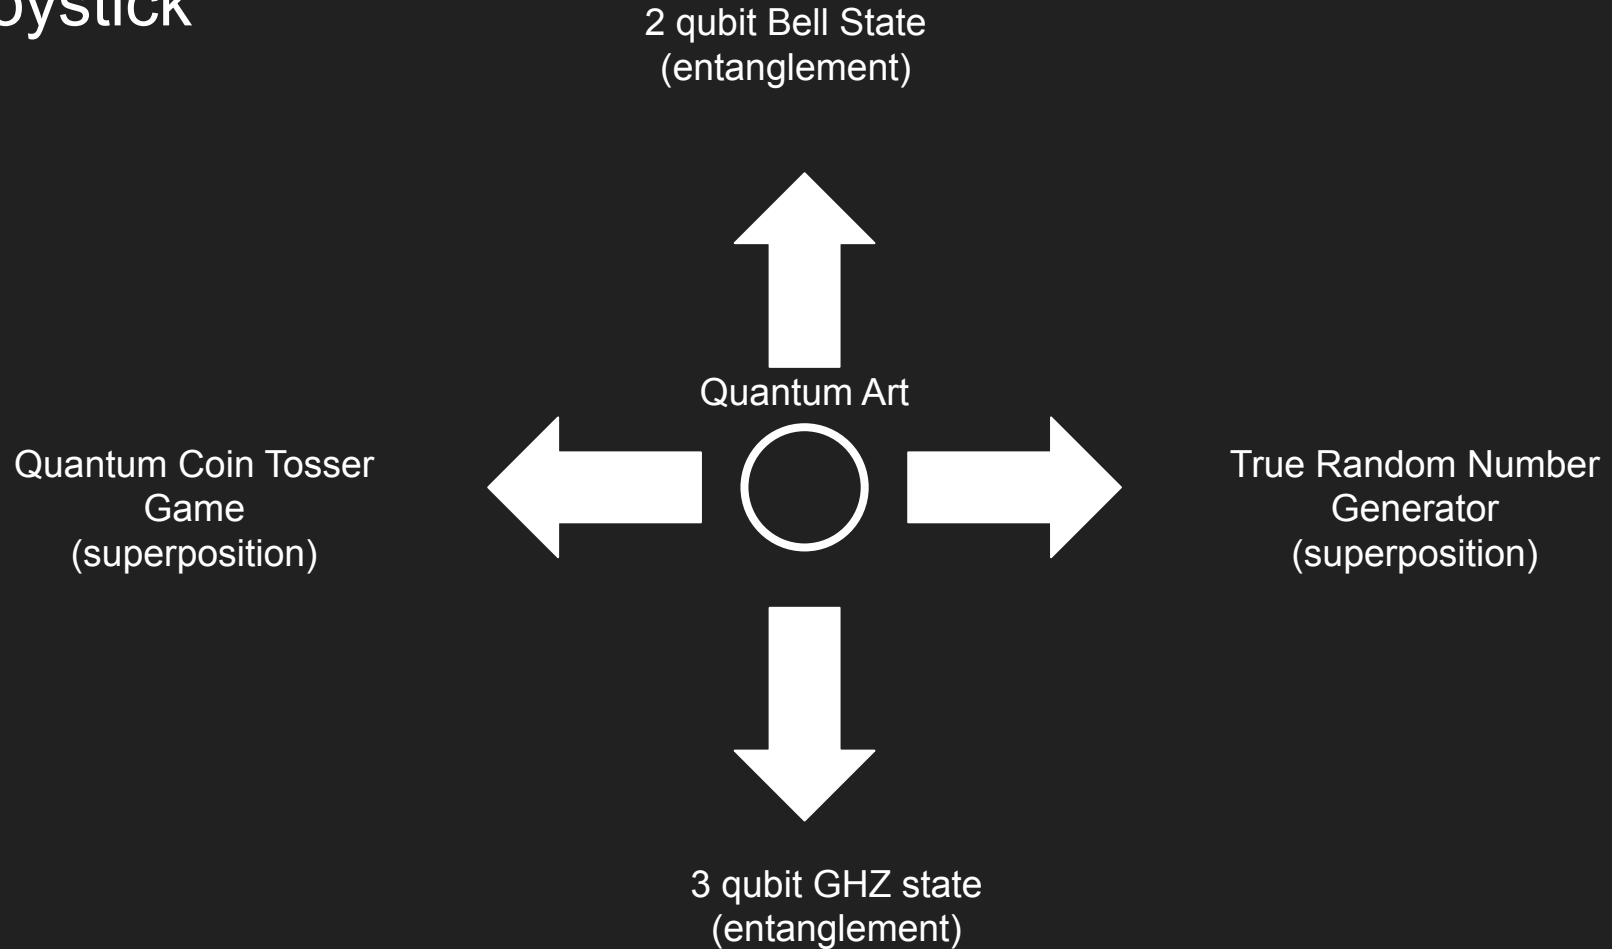 oystick
2 qubit Bell State
(entanglement)
Quantum Art
Quantum Coin Tosser
Game
(superposition)
True Random Number
Generator
(superposition)
3 qubit GHZ state
(entanglement)